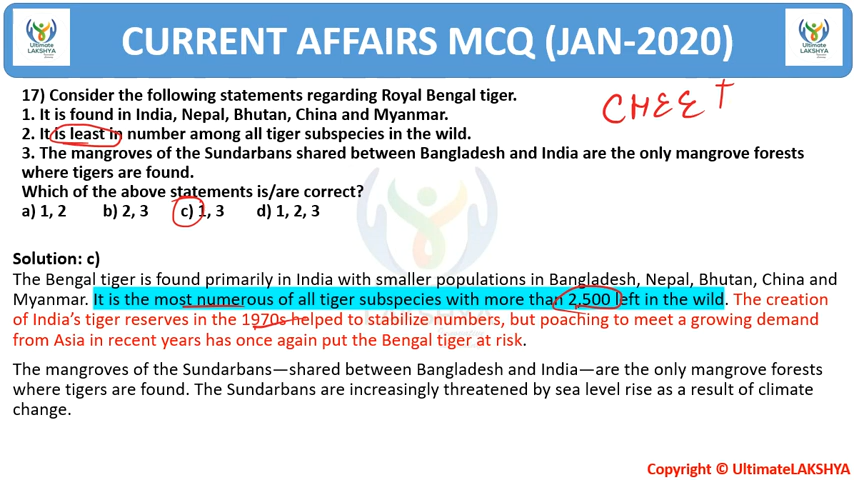 Ultimate
LAKSHYA
CURRENT AFFAIRS MCQ (JAN-2020)
Ultimate
LAKSHYA
17) Consider the following statements regarding Royal Bengal tiger.
1. It is found in India, Nepal, Bhutan, China and Myanmar.
2. It is least in number among all tiger subspecies in the wild.
3. The mangroves of the Sundarbans shared between Bangladesh and India are the only mangrove forests
where tigers are found.
Which of the above statements is/are correct?
a) 1, 2 b) 2, 3 c) 1, 3 d) 1, 2, 3
CHEET
Solution: c)
The Bengal tiger is found primarily in India with smaller populations in Bangladesh, Nepal, Bhutan, China and
Myanmar. It is the most numerous of all tiger subspecies with more than 2,500 left in the wild. The creation
of India's tiger reserves in the 1970s helped to stabilize numbers, but poaching to meet a growing demand
from Asia in recent years has once again put the Bengal tiger at risk.
The mangroves of the Sundarbans—shared between Bangladesh and India—are the only mangrove forests
where tigers are found. The Sundarbans are increasingly threatened by sea level rise as a result of climate
change.
LAKSHYA
Copyright © UltimateLAKSHYA